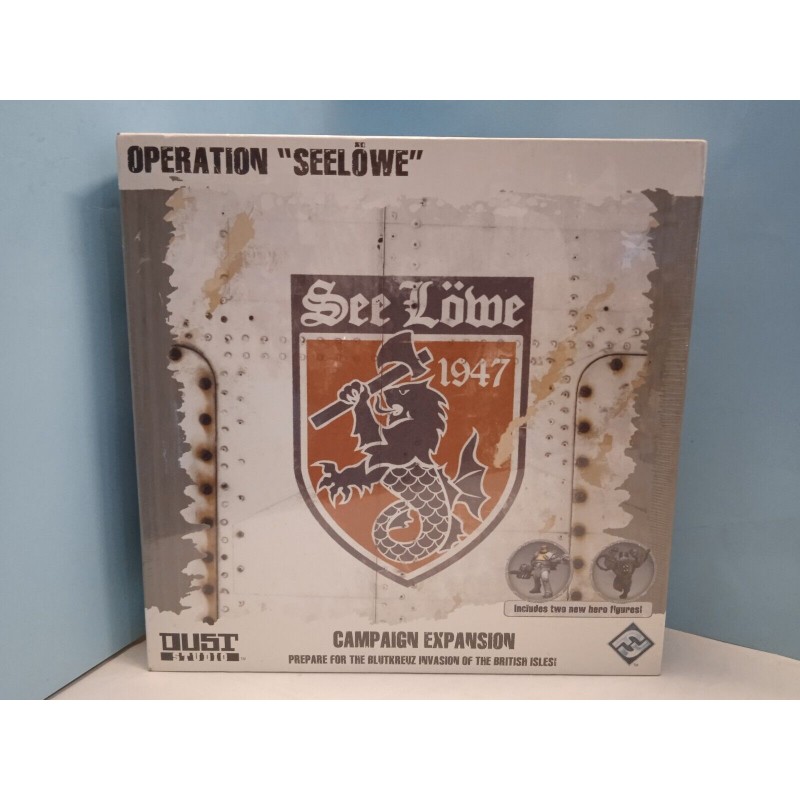 OPERATION "SEELÖWE"
See Löwe
1947
Includes two new hero figures!
DUST
STUDIO ™
CAMPAIGN EXPANSION
PREPARE FOR THE BLUTKREUZ INVASION OF THE BRITISH ISLES!